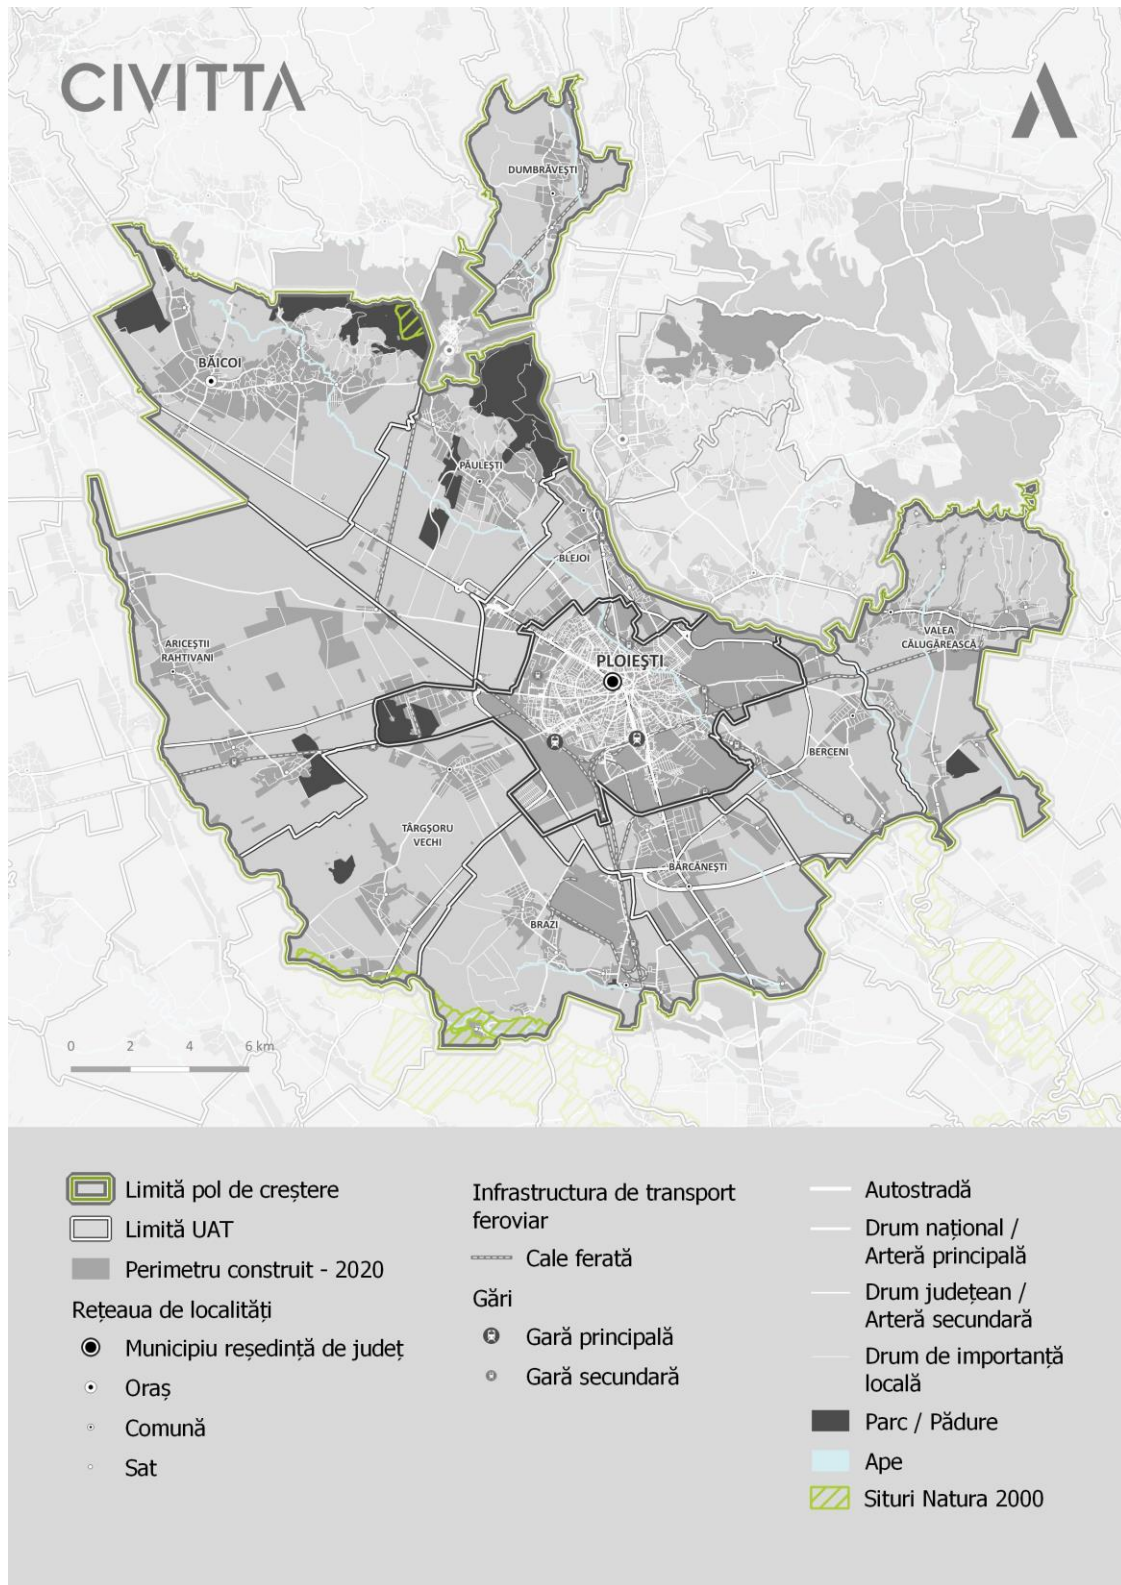 CIVITTA
DUMBRĂVEȘTI
BĂICOI
PĂULEȘTI
BLEJOI
ARICEȘTII
RAHTIVANI
PLOIEȘTI
VALEA
CĂLUGĂREASCĂ
BERCENI
TÂRGȘORU
VECHI
BĂRCĂNEȘTI
BRAZI
0 2 4 6 km
Limită pol de creștere
Limită UAT
Perimetru construit - 2020
Rețeaua de localități
Municipiu reședință de județ
Oraș
Comună
Sat
Infrastructura de transport
feroviar
Cale ferată
Gări
Gară principală
Gară secundară
Autostradă
Drum național /
Arteră principală
Drum județean /
Arteră secundară
Drum de importanță
locală
Parc / Pădure
Ape
Situri Natura 2000